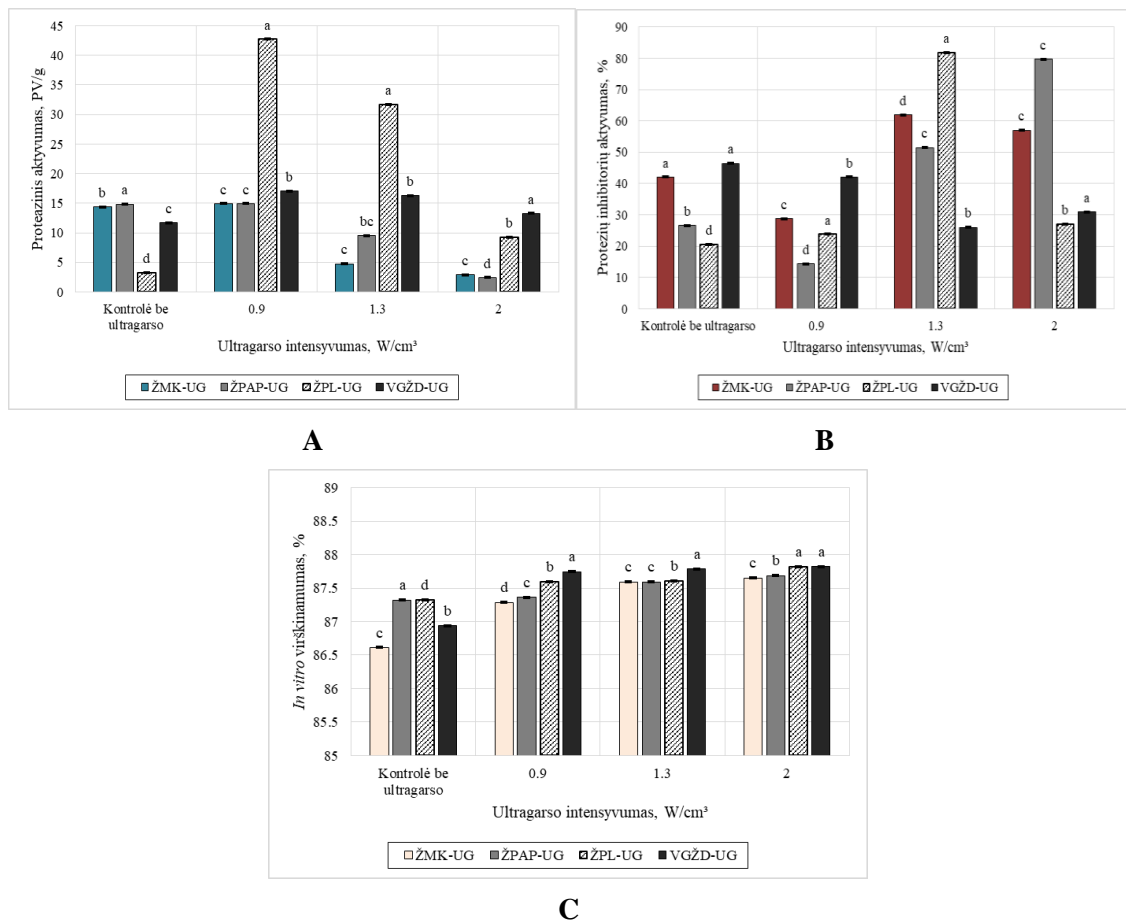 Proteazinis aktyvumas, PV/g
45
40
35
30
25
20
15
10
5
0
b a d c
c c a b
c bc a b
c d b a
Kontrolė be ultragarso
0.9
1.3
2
Ultragarso intensyvumas, W/cm³
ŽMK-UG ŽPAP-UG ŽPL-UG VGŽD-UG
A
Protezių inhibitorių aktyvumas, %
90
80
70
60
50
40
30
20
10
0
a b d a
c d a b
d c a b
c c b a
Kontrolė be ultragarso
0.9
1.3
2
Ultragarso intensyvumas, W/cm³
ŽMK-UG ŽPAP-UG ŽPL-UG VGŽD-UG
B
In vitro virškinamumas, %
89
88.5
88
87.5
87
86.5
86
85.5
85
c a d b
d c b a
c c b a
c b a a
Kontrolė be
ultragarso
0.9
1.3
2
Ultragarso intensyvumas, W/cm³
ŽMK-UG ŽPAP-UG ŽPL-UG VGŽD-UG
C